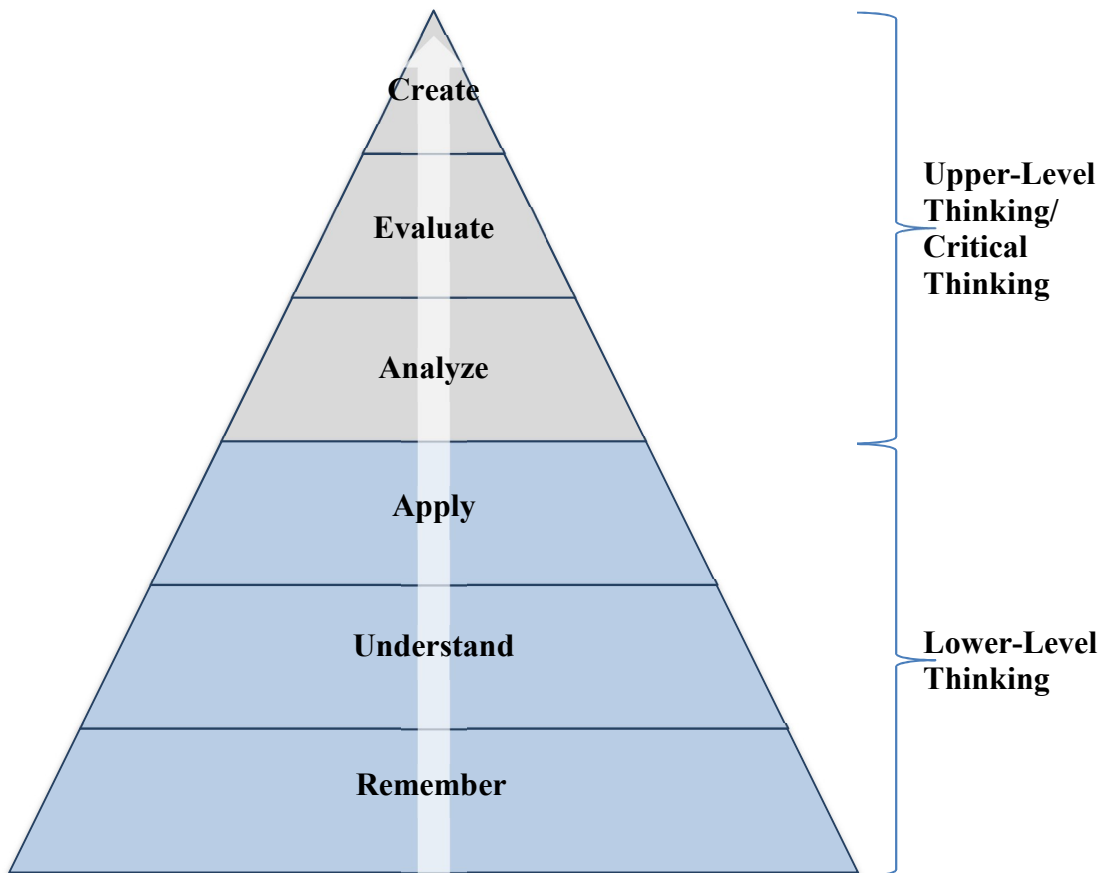 Create
Evaluate
Analyze
Apply
Understand
Remember
Upper-Level
Thinking/
Critical
Thinking
Lower-Level
Thinking